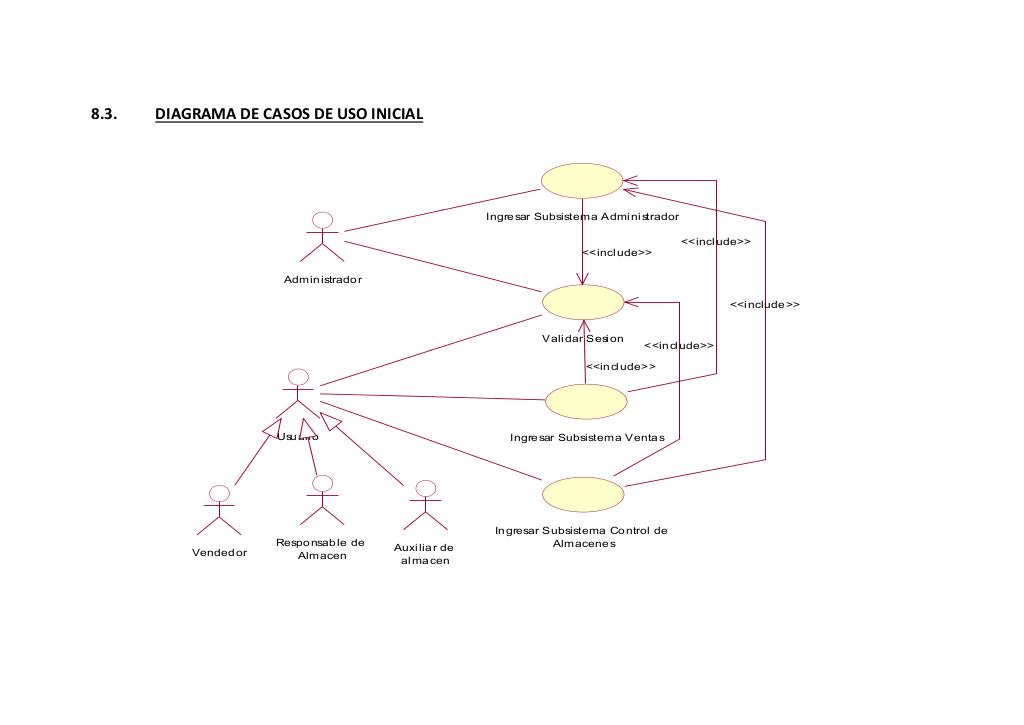 8.3. DIAGRAMA DE CASOS DE USO INICIAL
Ingresar Subsistema Administrador
<<include>>
<<include>>
Administrador
<<include>>
Validar Sesion
<<include>>
<<include>>
Usuario
Ingresar Subsistema Ventas
Ingresar Subsistema Control de
Almacenes
Vendedor
Responsable de
Almacen
Auxiliar de
almacen